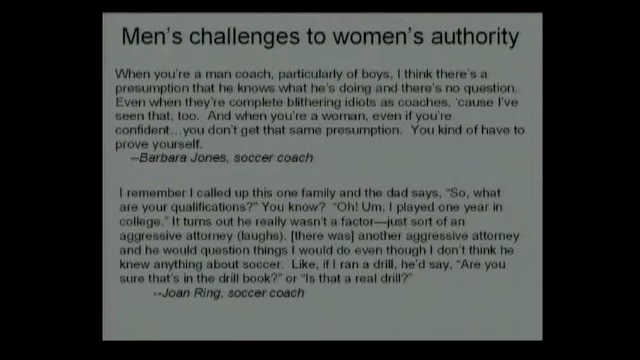 Men's challenges to women's authority
When you're a man coach, particularly of boys, I think there's a
presumption that he knows what he's doing and there's no question.
Even when they're complete blithering idiots as coaches, 'cause I've
seen that, too.  And when you're a woman, even if you're
confident…you don't get that same presumption.  You kind of have to
prove yourself.
--Barbara Jones, soccer coach
I remember I called up this one family and the dad says, "So, what
are your qualifications?" You know?  "Oh! Um, I played one year in
college." It turns out he really wasn't a factor—just sort of an
aggressive attorney (laughs). [there was] another aggressive attorney
and he would question things I would do even though I don't think he
knew anything about soccer.  Like, if I ran a drill, he'd say, "Are you
sure that's in the drill book?" or "Is that a real drill?"
--Joan Ring, soccer coach